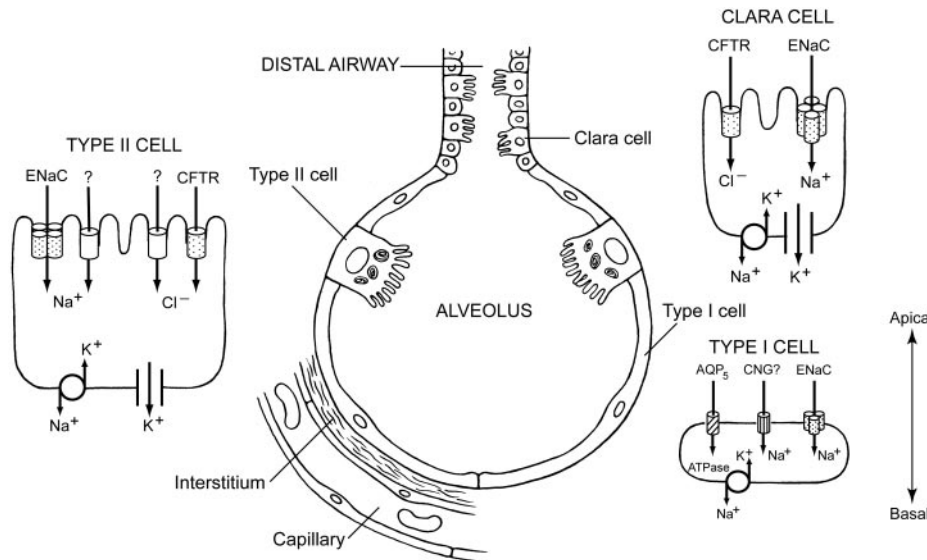 CLARA CELL
CFTR ENaC
Cl⁻
Na⁺
K⁺
Na⁺
K⁺
DISTAL AIRWAY
Clara cell
TYPE II CELL
ENaC ? ? CFTR
Na⁺ Cl⁻
K⁺
Na⁺ K⁺
Type II cell
ALVEOLUS
Type I cell
Interstitium
Capillary
TYPE I CELL
AQP₅ CNG? ENaC
ATPase K⁺ Na⁺ Na⁺
Na⁺
Apica
Basal